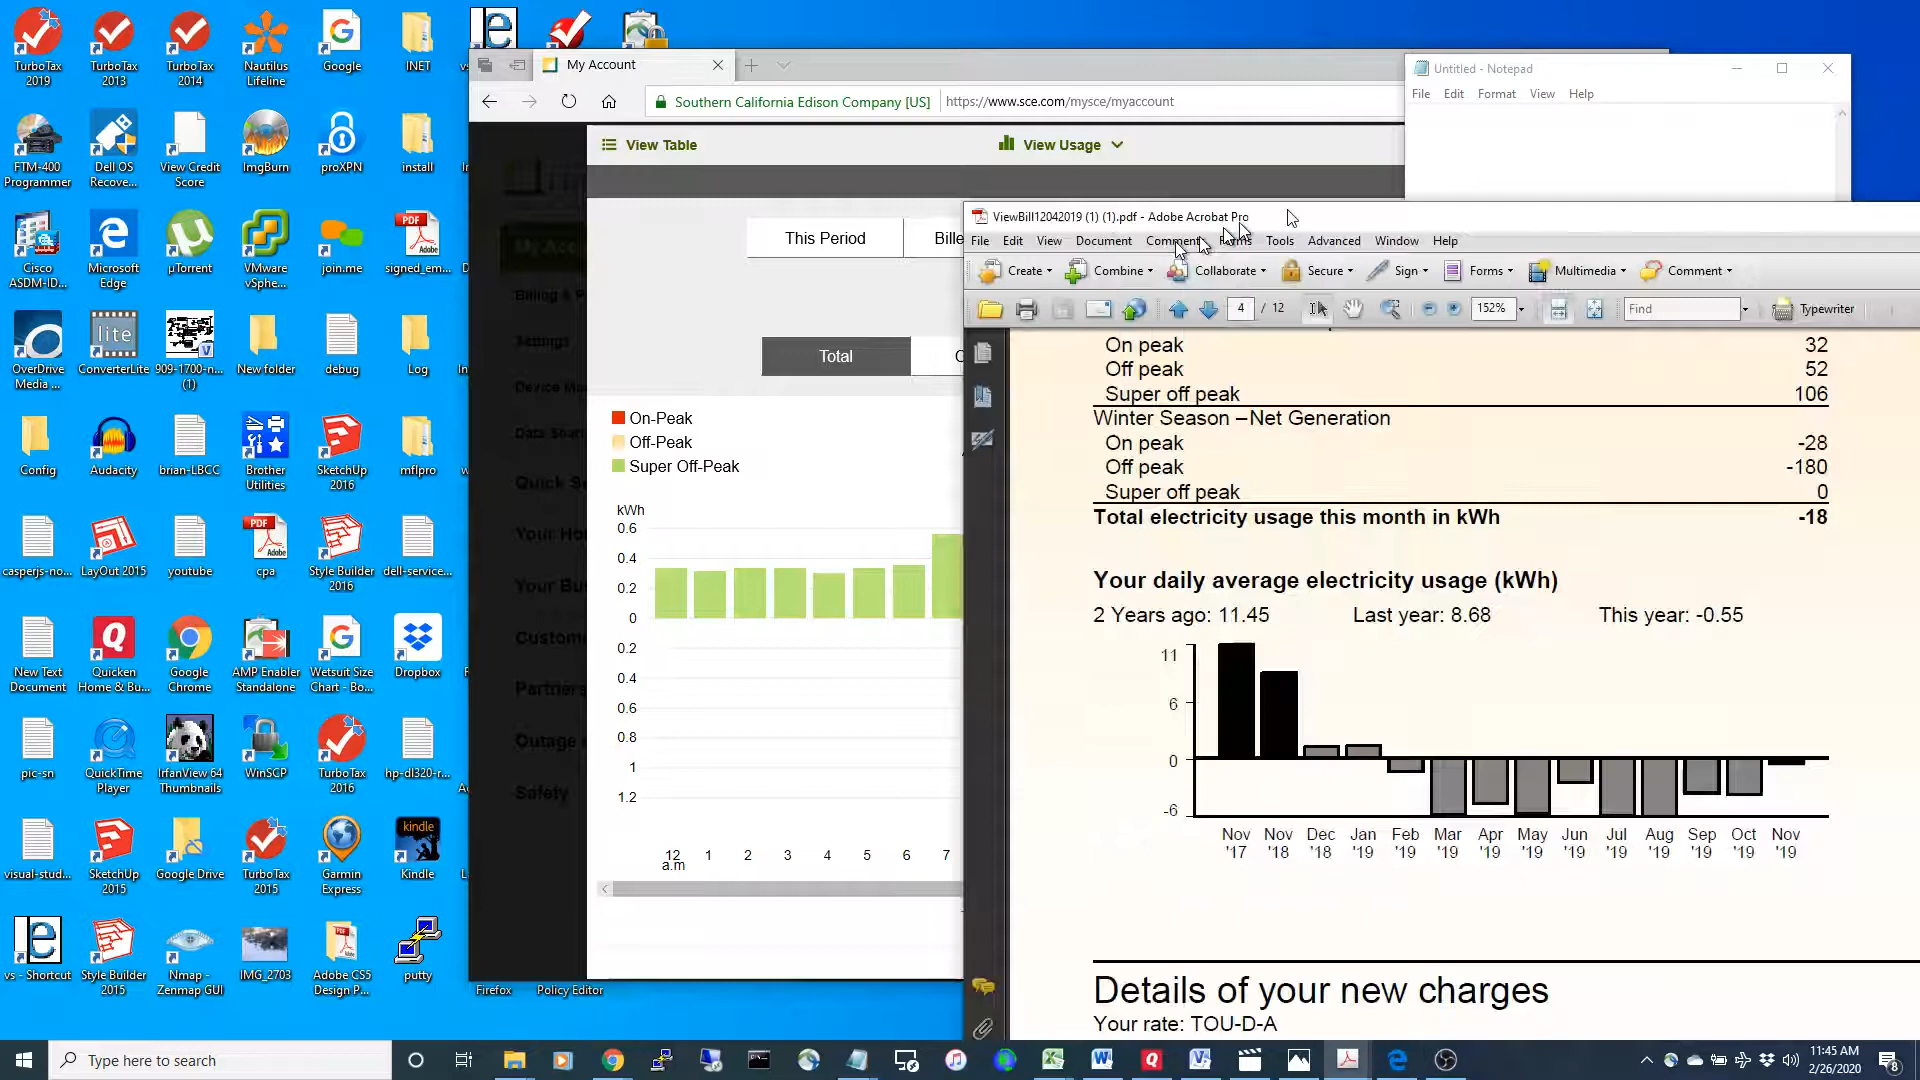 TurboTax 2019
TurboTax 2013
TurboTax 2014
Nautilus Lifeline
Google
INET
FTM-400 Programmer
Dell OS Recove...
View Credit Score
ImgBurn
proXPN
install
Cisco ASDM-ID...
Microsoft Edge
µTorrent
VMware vSphe...
join.me
signed_em...
OverDrive Media ...
ConverterLite
909-1700-n... (1)
New folder
debug
Log
Config
Audacity
brian-LBCC
Brother Utilities
SketchUp 2016
mflpro
casperjs-no...
LayOut 2015
youtube
cpa
Style Builder 2016
dell-service...
New Text Document
Quicken Home & Bu...
Google Chrome
AMP Enabler Standalone
Wetsuit Size Chart - Bo...
Dropbox
pic-sn
QuickTime Player
IrfanView 64 Thumbnails
WinSCP
TurboTax 2016
hp-dl320-r...
visual-stud...
SketchUp 2015
Google Drive
TurboTax 2015
Garmin Express
Kindle
vs - Shortcut
Style Builder 2015
Nmap - Zenmap GUI
IMG_2703
Adobe CS5 Design P...
putty
Firefox
Policy Editor
My Account
Southern California Edison Company [US]
https://www.sce.com/mysce/myaccount
View Table
View Usage
This Period
Bille
Total
On-Peak
Off-Peak
Super Off-Peak
kWh
0.6
0.4
0.2
0
0.2
0.4
0.6
0.8
1
1.2
12 a.m 1 2 3 4 5 6 7
Settings
Outage
Safety
Untitled - Notepad
File Edit Format View Help
ViewBill12042019 (1) (1).pdf - Adobe Acrobat Pro
File Edit View Document Comments Forms Tools Advanced Window Help
Create Combine Collaborate Secure Sign Forms Multimedia Comment
4 / 12 152% Find Typewriter
On peak 32
Off peak 52
Super off peak 106
Winter Season –Net Generation
On peak -28
Off peak -180
Super off peak 0
Total electricity usage this month in kWh -18
Your daily average electricity usage (kWh)
2 Years ago: 11.45 Last year: 8.68 This year: -0.55
11
6
0
-6
Nov Nov Dec Jan Feb Mar Apr May Jun Jul Aug Sep Oct Nov
'17 '18 '18 '19 '19 '19 '19 '19 '19 '19 '19 '19 '19 '19
Details of your new charges
Your rate: TOU-D-A
Type here to search
11:45 AM
2/26/2020
8